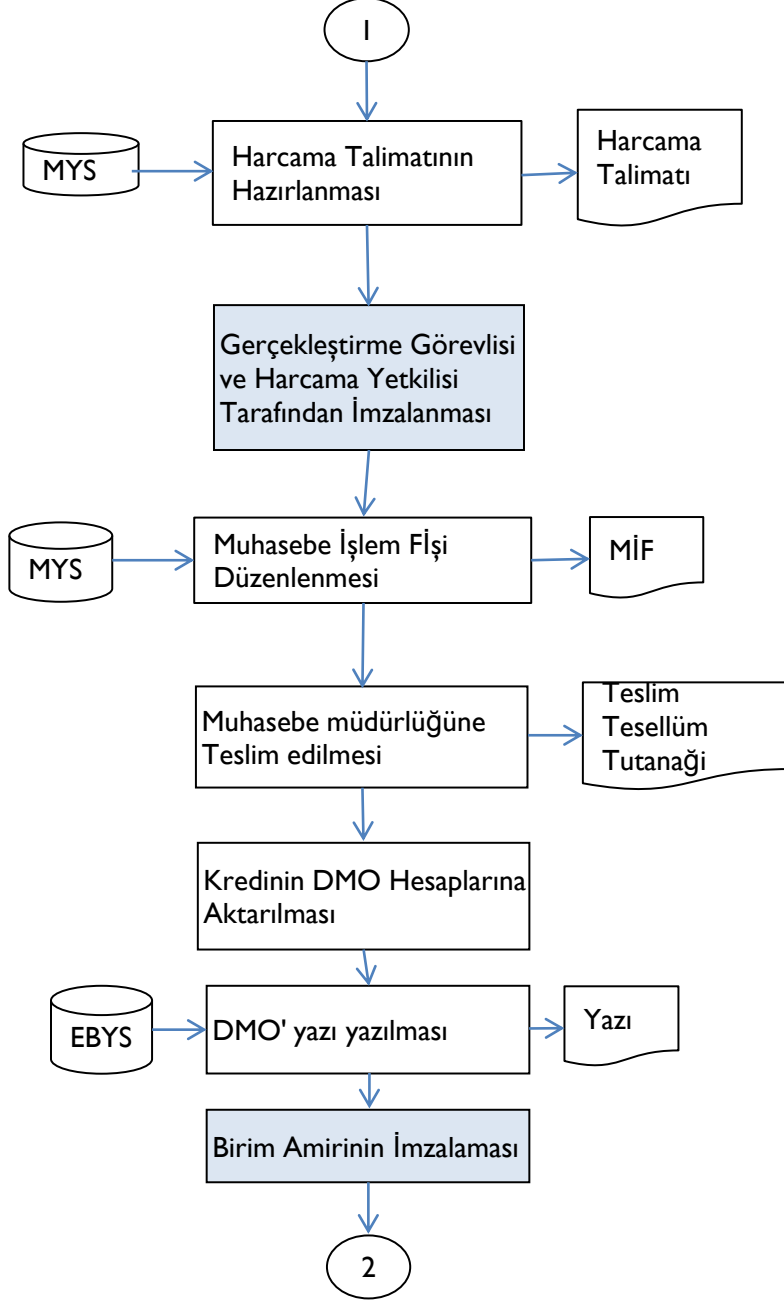 1
MYS
Harcama Talimatının
Hazırlanması
Harcama
Talimatı
Gerçekleştirme Görevlisi
ve Harcama Yetkilisi
Tarafından İmzalanması
MYS
Muhasebe İşlem Fİşi
Düzenlenmesi
MİF
Muhasebe müdürlüğüne
Teslim edilmesi
Teslim
Tesellüm
Tutanaği
Kredinin DMO Hesaplarına
Aktarılması
EBYS
DMO' yazı yazılması
Yazı
Birim Amirinin İmzalaması
2